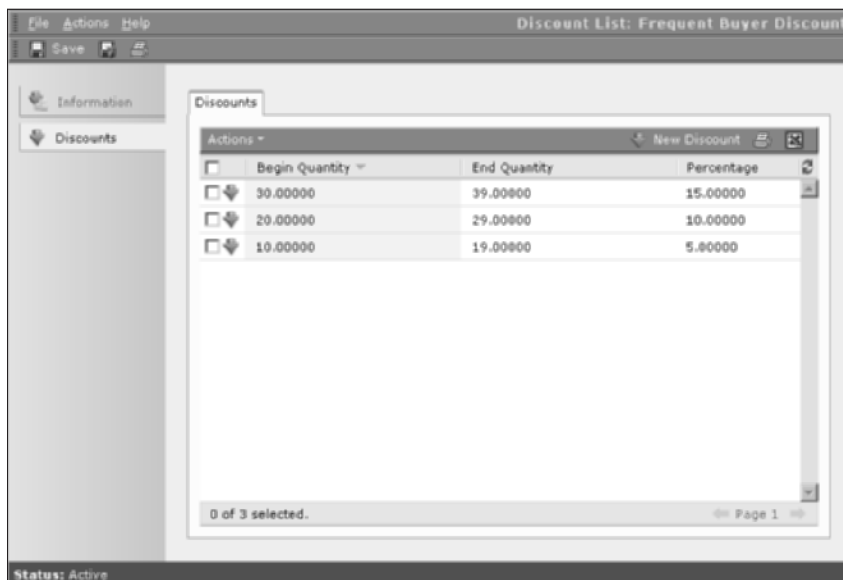 File Actions Help
Discount List: Frequent Buyer Discount
Save
Information
Discounts
Discounts
Actions
New Discount
Begin Quantity End Quantity Percentage
30.00000 39.00000 15.00000
20.00000 29.00000 10.00000
10.00000 19.00000 5.00000
0 of 3 selected.
Page 1
Status: Active